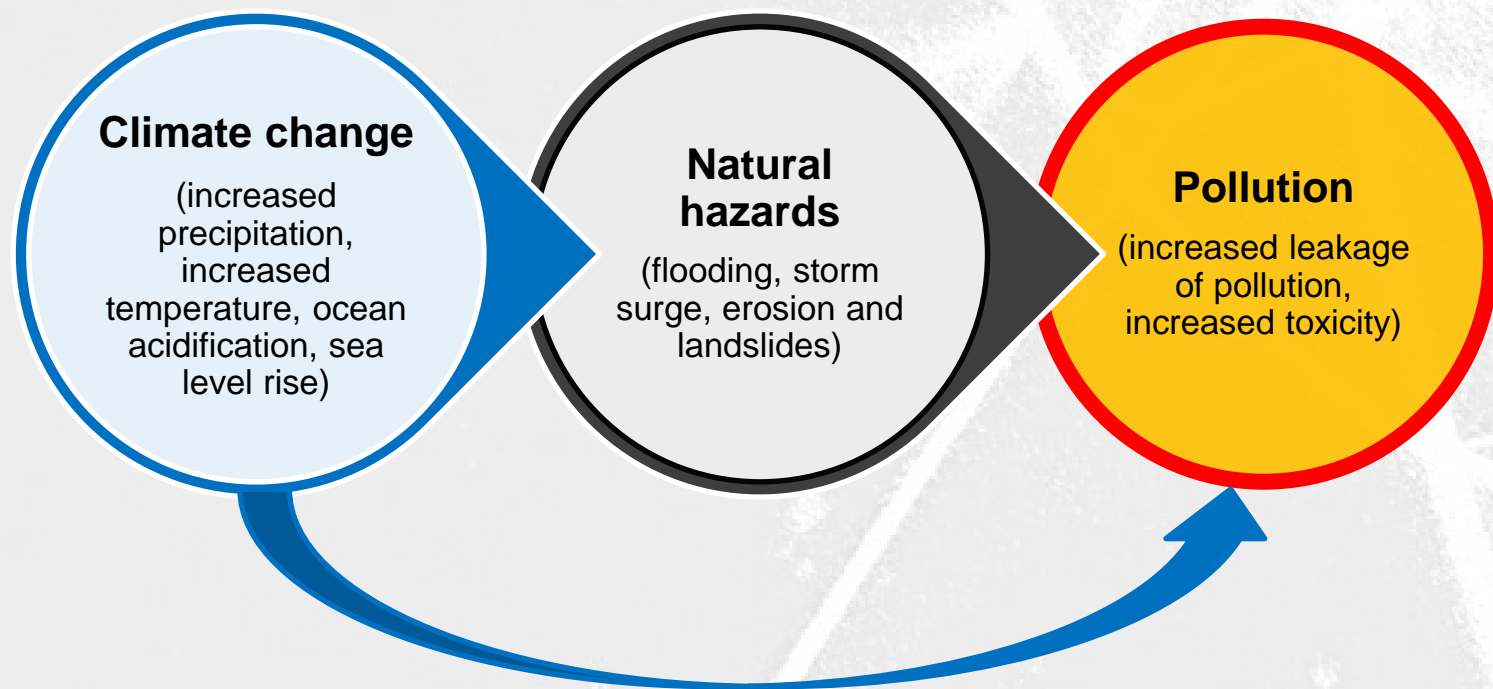 Climate change
(increased
precipitation,
increased
temperature, ocean
acidification, sea
level rise)
Natural
hazards
(flooding, storm
surge, erosion and
landslides)
Pollution
(increased leakage
of pollution,
increased toxicity)